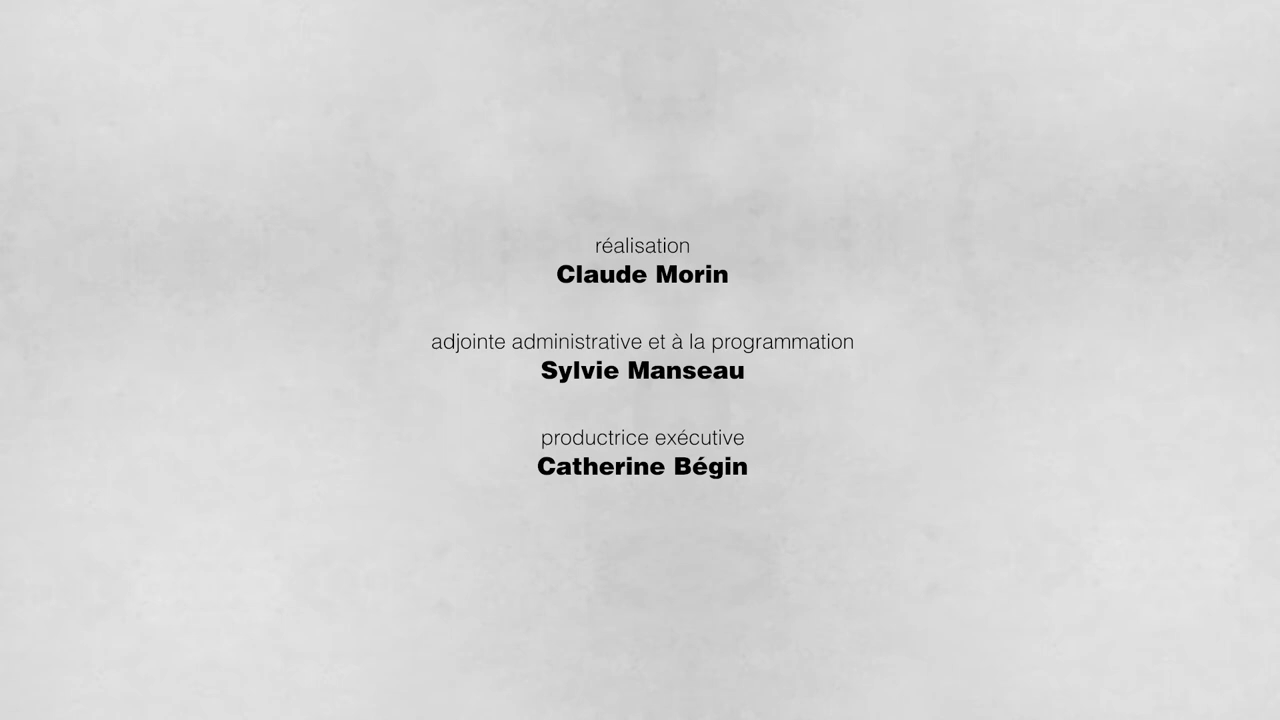 réalisation
Claude Morin
adjointe administrative et à la programmation
Sylvie Manseau
productrice exécutive
Catherine Bégin